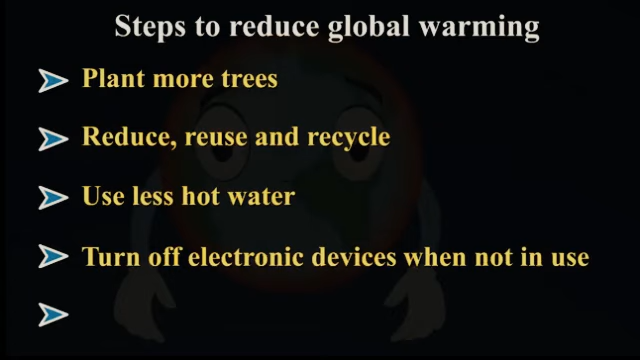 Steps to reduce global warming
Plant more trees
Reduce, reuse and recycle
Use less hot water
Turn off electronic devices when not in use